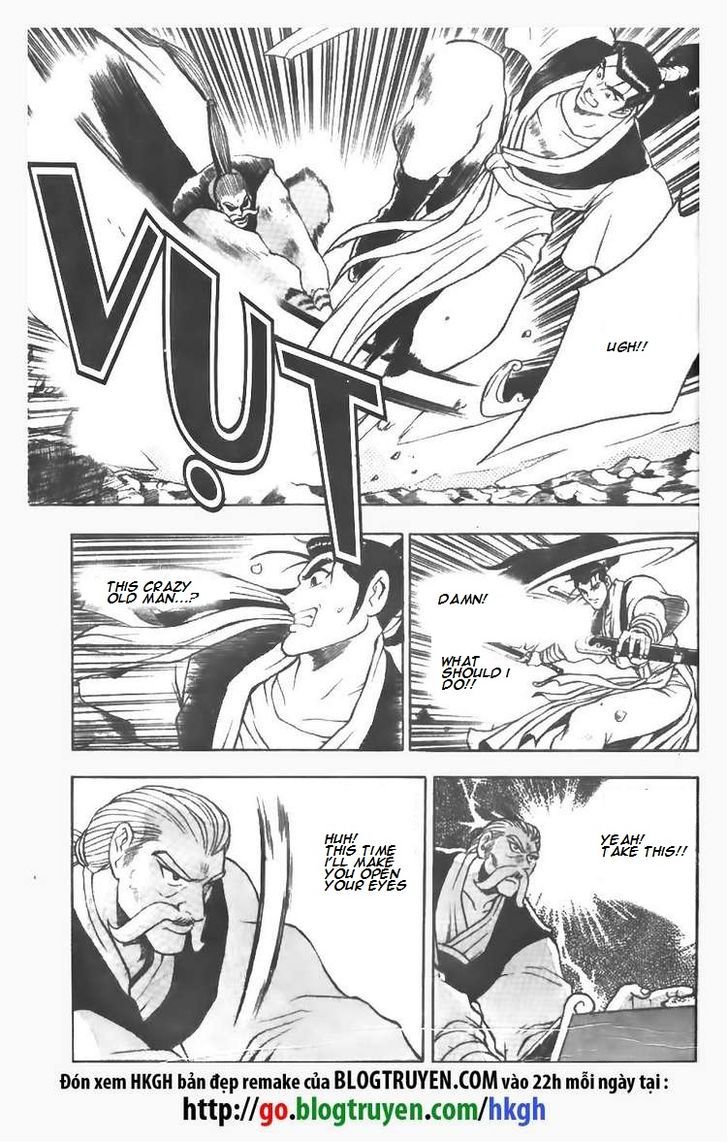 VỤT
UGH!!
THIS CRAZY
OLD MAN...?
DAMN!
WHAT
SHOULD I
DO!!
HUH!
THIS TIME
I'LL MAKE
YOU OPEN
YOUR EYES
YEAH!
TAKE THIS!!
Đón xem HKGH bản đẹp remake của BLOGTRUYEN.COM vào 22h mỗi ngày tại :
http://go.blogtruyen.com/hkgh